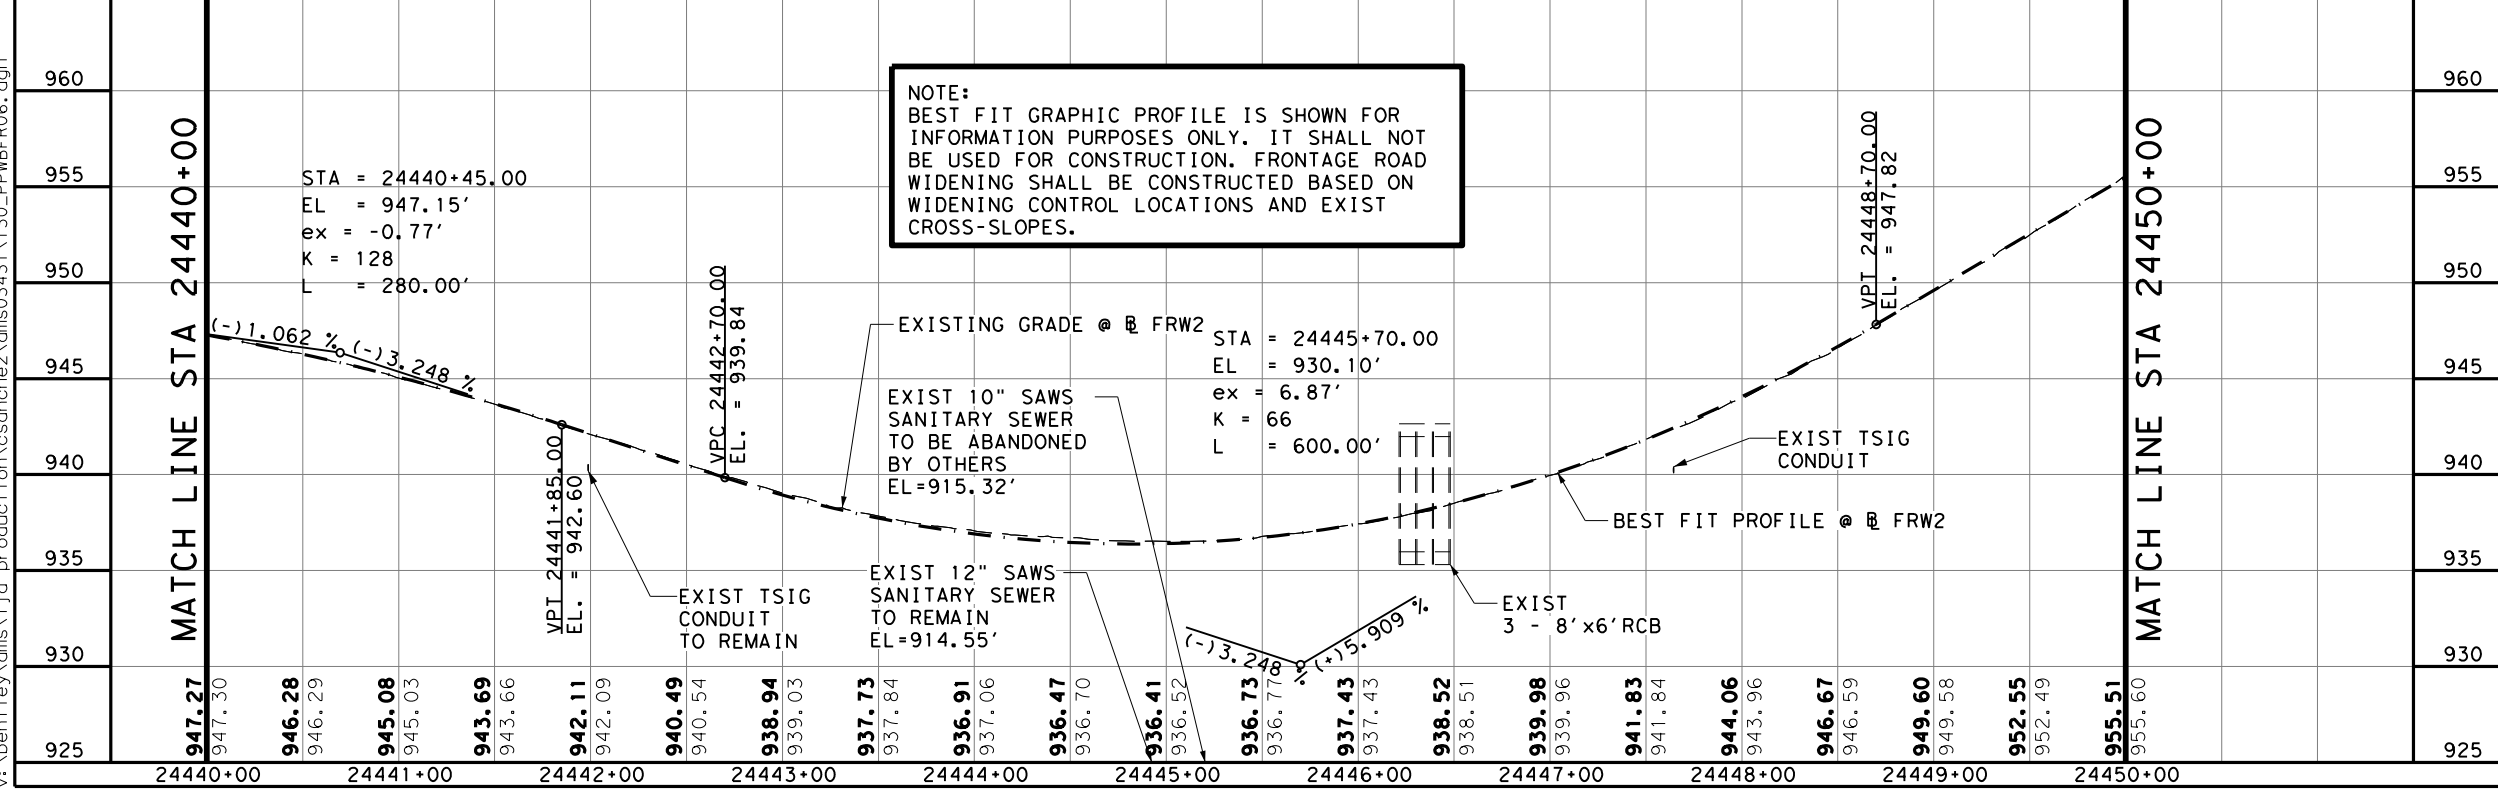 960
955
950
945
940
935
930
925
MATCH LINE STA 24440+00
STA = 24440+45.00
EL = 947.15'
ex = -0.77'
K = 128
L = 280.00'
(-)1.062 %
(-)3.248 %
VPT 24441+85.00
EL. = 942.60
VPC 24442+70.00
EL. = 939.84
NOTE:
BEST FIT GRAPHIC PROFILE IS SHOWN FOR
INFORMATION PURPOSES ONLY. IT SHALL NOT
BE USED FOR CONSTRUCTION. FRONTAGE ROAD
WIDENING SHALL BE CONSTRUCTED BASED ON
WIDENING CONTROL LOCATIONS AND EXIST
CROSS-SLOPES.
EXISTING GRADE @ BL FRW2
EXIST 10" SAWS
SANITARY SEWER
TO BE ABANDONED
BY OTHERS
EL=915.32'
STA = 24445+70.00
EL = 930.10'
ex = 6.87'
K = 66
L = 600.00'
EXIST TSIG
CONDUIT
TO REMAIN
EXIST 12" SAWS
SANITARY SEWER
TO REMAIN
EL=914.55'
(-)3.248 %
(+)5.909 %
EXIST
3 - 8'x6'RCB
BEST FIT PROFILE @ BL FRW2
EXIST TSIG
CONDUIT
VPT 24448+70.00
EL. = 947.82
MATCH LINE STA 24450+00
960
955
950
945
940
935
930
925
947.27
947.30
946.28
946.29
945.08
945.03
943.69
943.66
942.11
942.09
940.49
940.54
938.94
939.03
937.73
937.84
936.91
937.06
936.47
936.70
936.41
936.52
936.73
936.77
937.43
937.43
938.52
938.51
939.98
939.96
941.83
941.84
944.06
943.96
946.67
946.59
949.60
949.58
952.55
952.49
955.51
955.60
24440+00
24441+00
24442+00
24443+00
24444+00
24445+00
24446+00
24447+00
24448+00
24449+00
24450+00